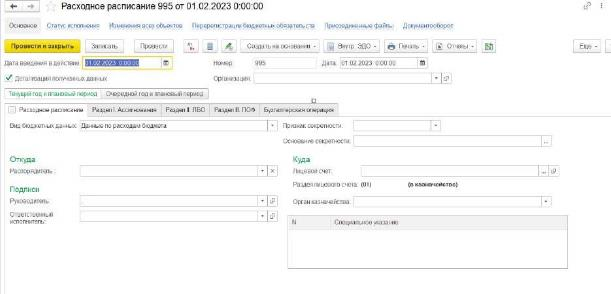 Расходное расписание 995 от 01.02.2023 0:00:00
Основное Статус исполнения Изменения всех объектов Перерегистрация бюджетных обязательств Присоединенные файлы Документооборот
Провести и закрыть Записать Провести Создать на основании Внутр. ЭДО Печать Отчеты Еще
Дата введения в действие: 01.02.2023 0:00:00 Номер: 995 Дата: 01.02.2023 0:00:00
Детализация получаемых данных Организация:
Текущий год и плановый период Очередной год и плановый период
Расходное расписание Раздел I. Ассигнования Раздел II. ЛБО Раздел III. ПОФ Бухгалтерская операция
Вид бюджетных данных: Данные по расходам бюджета Признак секретности:
Основание секретности:
Откуда Куда
Распорядитель: Лицевой счет:
Подписи Раздел лицевого счета: (01) (в казначействе)
Руководитель: Орган казначейства:
Ответственный
исполнитель:
N Специальное указание